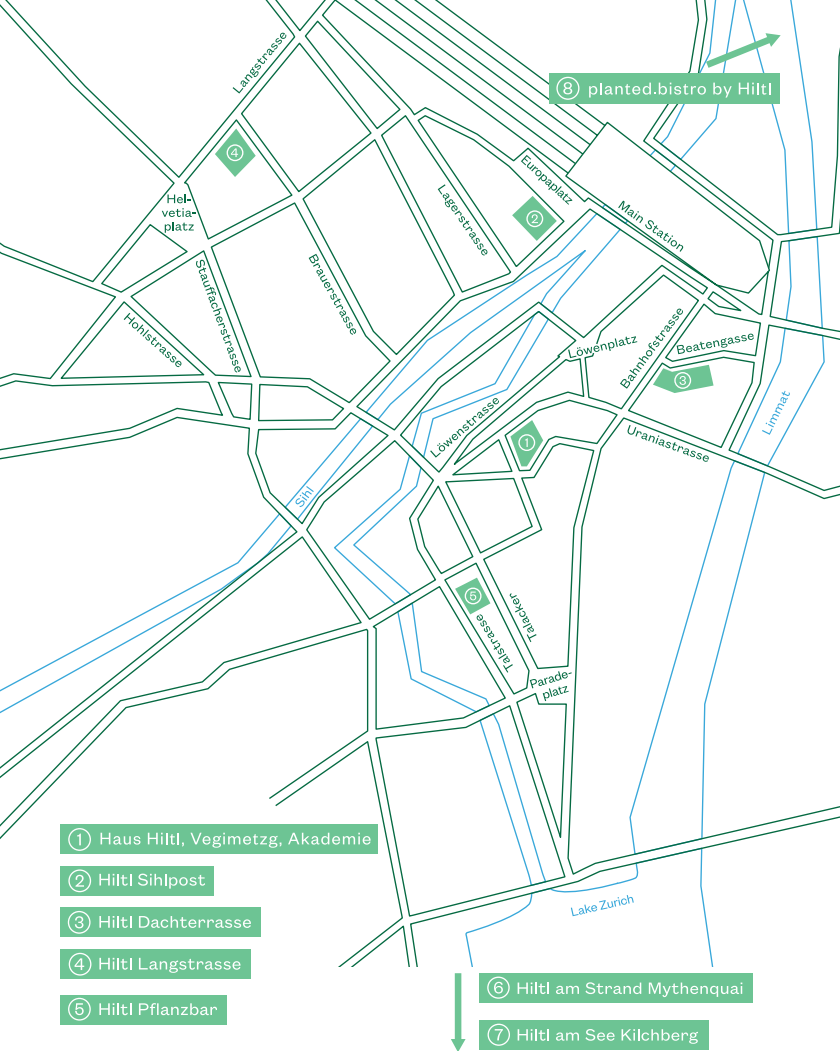 Langstrasse
⑧ planted.bistro by Hiltl
④
Hel-
vetia-
platz
Europaplatz
Lagerstrasse
②
Main Station
Stauffacherstrasse
Brauerstrasse
Hohlstrasse
Löwenplatz
Bahnhofstrasse
Beatengasse
③
Löwenstrasse
①
Uraniastrasse
Limmat
Sihl
⑤
Talstrasse
Talacker
Parade-
platz
① Haus Hiltl, Vegimetzg, Akademie
② Hiltl Sihlpost
③ Hiltl Dachterrasse
④ Hiltl Langstrasse
⑤ Hiltl Pflanzbar
Lake Zurich
⑥ Hiltl am Strand Mythenquai
⑦ Hiltl am See Kilchberg